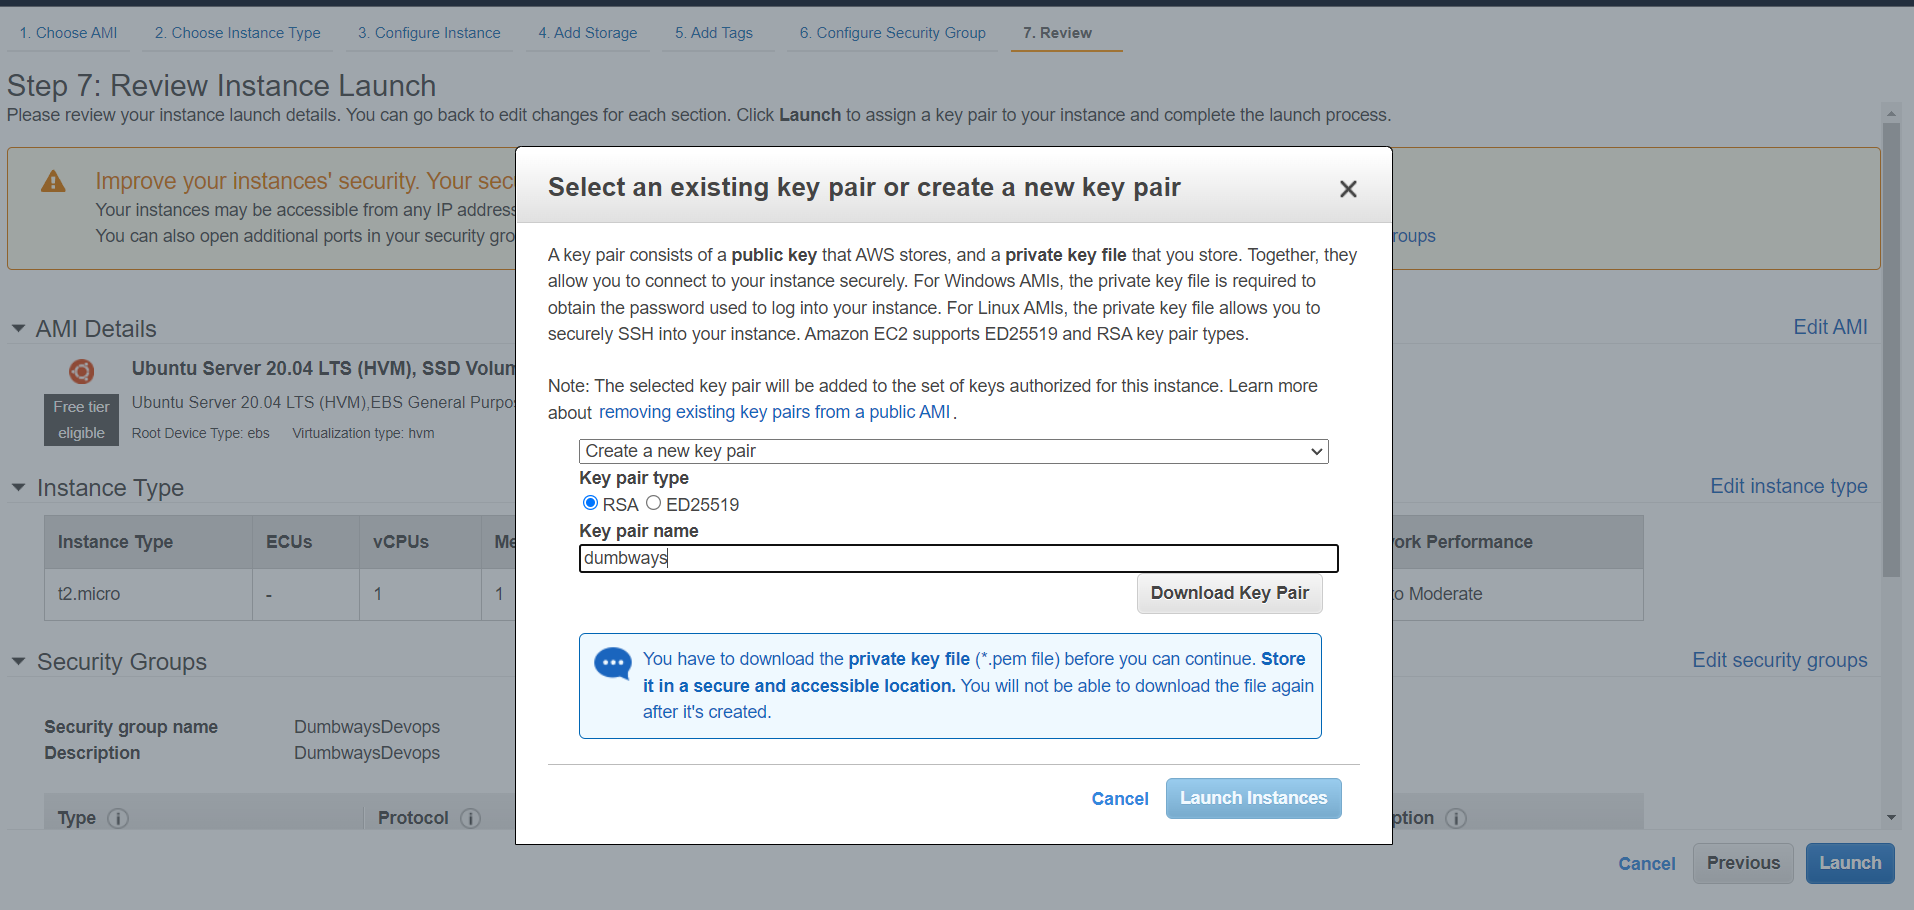 1. Choose AMI 2. Choose Instance Type 3. Configure Instance 4. Add Storage 5. Add Tags 6. Configure Security Group 7. Review
Step 7: Review Instance Launch
Please review your instance launch details. You can go back to edit changes for each section. Click Launch to assign a key pair to your instance and complete the launch process.
Improve your instances' security. Your sec
Your instances may be accessible from any IP address
You can also open additional ports in your security gro
roups
AMI Details
Edit AMI
Ubuntu Server 20.04 LTS (HVM), SSD Volum
Free tier eligible
Ubuntu Server 20.04 LTS (HVM),EBS General Purpos
Root Device Type: ebs Virtualization type: hvm
Instance Type
Edit instance type
Instance Type ECUs vCPUs Me
ork Performance
t2.micro - 1 1
o Moderate
Security Groups
Edit security groups
Security group name DumbwaysDevops
Description DumbwaysDevops
Type i Protocol i
ption i
Cancel Previous Launch
Select an existing key pair or create a new key pair
A key pair consists of a public key that AWS stores, and a private key file that you store. Together, they
allow you to connect to your instance securely. For Windows AMIs, the private key file is required to
obtain the password used to log into your instance. For Linux AMIs, the private key file allows you to
securely SSH into your instance. Amazon EC2 supports ED25519 and RSA key pair types.
Note: The selected key pair will be added to the set of keys authorized for this instance. Learn more
about removing existing key pairs from a public AMI .
Create a new key pair
Key pair type
RSA ED25519
Key pair name
dumbways
Download Key Pair
You have to download the private key file (*.pem file) before you can continue. Store
it in a secure and accessible location. You will not be able to download the file again
after it's created.
Cancel Launch Instances